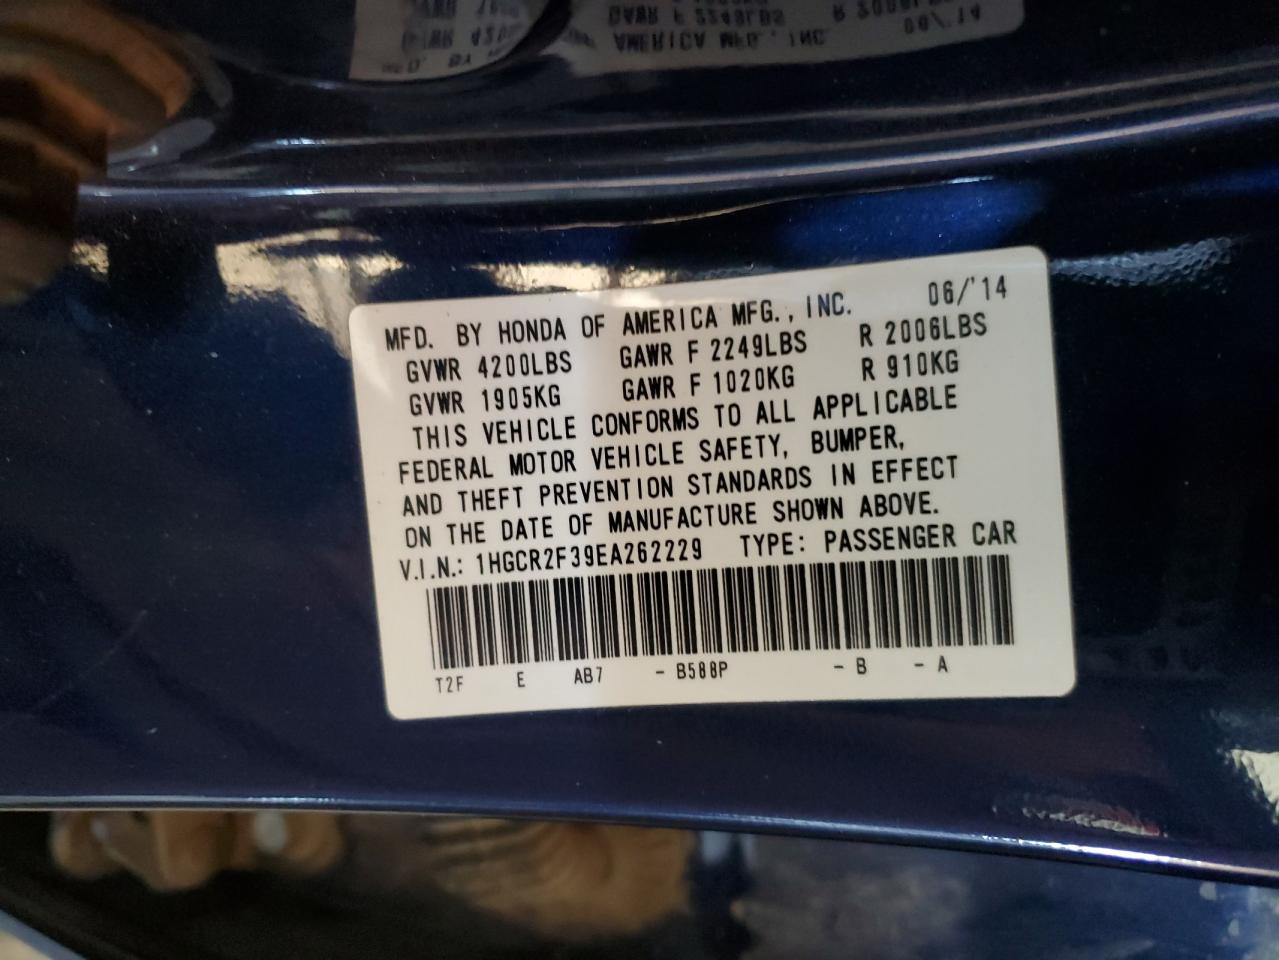 MFD. BY HONDA OF AMERICA MFG., INC. 06/'14
GVWR 4200LBS GAWR F 2249LBS R 2006LBS
GVWR 1905KG GAWR F 1020KG R 910KG
THIS VEHICLE CONFORMS TO ALL APPLICABLE
FEDERAL MOTOR VEHICLE SAFETY, BUMPER,
AND THEFT PREVENTION STANDARDS IN EFFECT
ON THE DATE OF MANUFACTURE SHOWN ABOVE.
V.I.N.: 1HGCR2F39EA262229 TYPE: PASSENGER CAR
T2F E AB7 - B588P - B - A